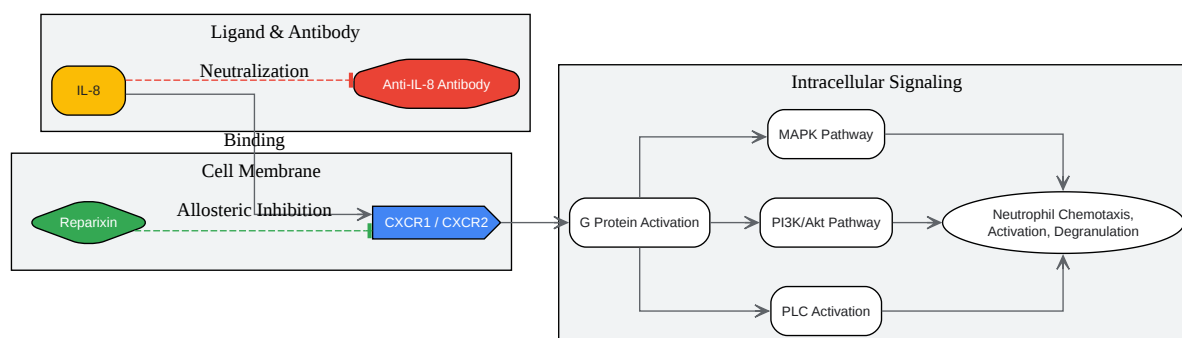 Ligand & Antibody
Neutralization
IL-8
Anti-IL-8 Antibody
Binding
Cell Membrane
Allosteric Inhibition
Reparixin
CXCR1 / CXCR2
Intracellular Signaling
MAPK Pathway
G Protein Activation
PI3K/Akt Pathway
Neutrophil Chemotaxis,
Activation, Degranulation
PLC Activation